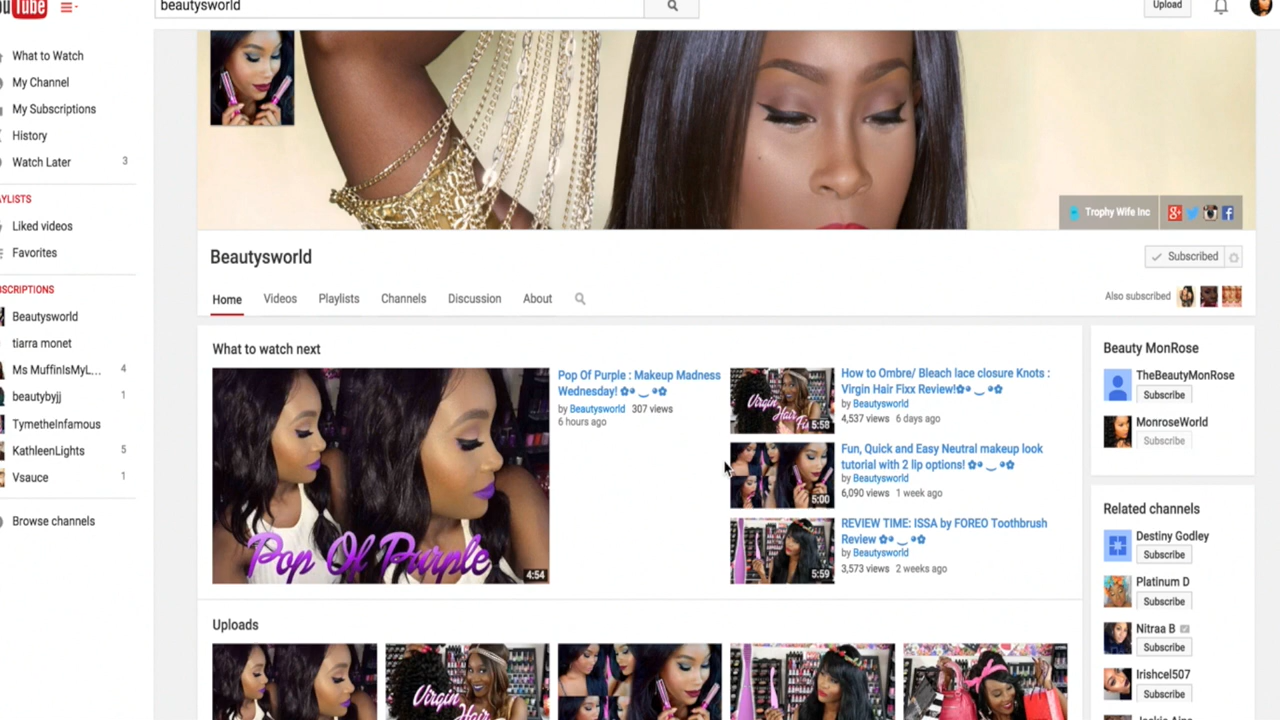 Tube
beautysworld
Upload
What to Watch
My Channel
My Subscriptions
History
Watch Later 3
Liked videos
Favorites
Beautysworld
tiarra monet
Ms MuffinIsMyL... 4
beautybyjj 1
TymetheInfamous
KathleenLights 5
Vsauce 1
Browse channels
Trophy Wife Inc
Beautysworld
Subscribed
Home Videos Playlists Channels Discussion About
Also subscribed
What to watch next
Pop Of Purple
4:54
Pop Of Purple : Makeup Madness
Wednesday! ✿◕ ‿ ◕✿
by Beautysworld 307 views
6 hours ago
Virgin
Hair
5:58
How to Ombre/ Bleach lace closure Knots :
Virgin Hair Fixx Review!✿◕ ‿ ◕✿
by Beautysworld
4,537 views 6 days ago
5:00
Fun, Quick and Easy Neutral makeup look
tutorial with 2 lip options! ✿◕ ‿ ◕✿
by Beautysworld
6,090 views 1 week ago
5:59
REVIEW TIME: ISSA by FOREO Toothbrush
Review ✿◕ ‿ ◕✿
by Beautysworld
3,573 views 2 weeks ago
Uploads
Virgin
Beauty MonRose
TheBeautyMonRose
Subscribe
MonroseWorld
Subscribe
Related channels
Destiny Godley
Subscribe
Platinum D
Subscribe
Nitraa B
Subscribe
Irishcel507
Subscribe